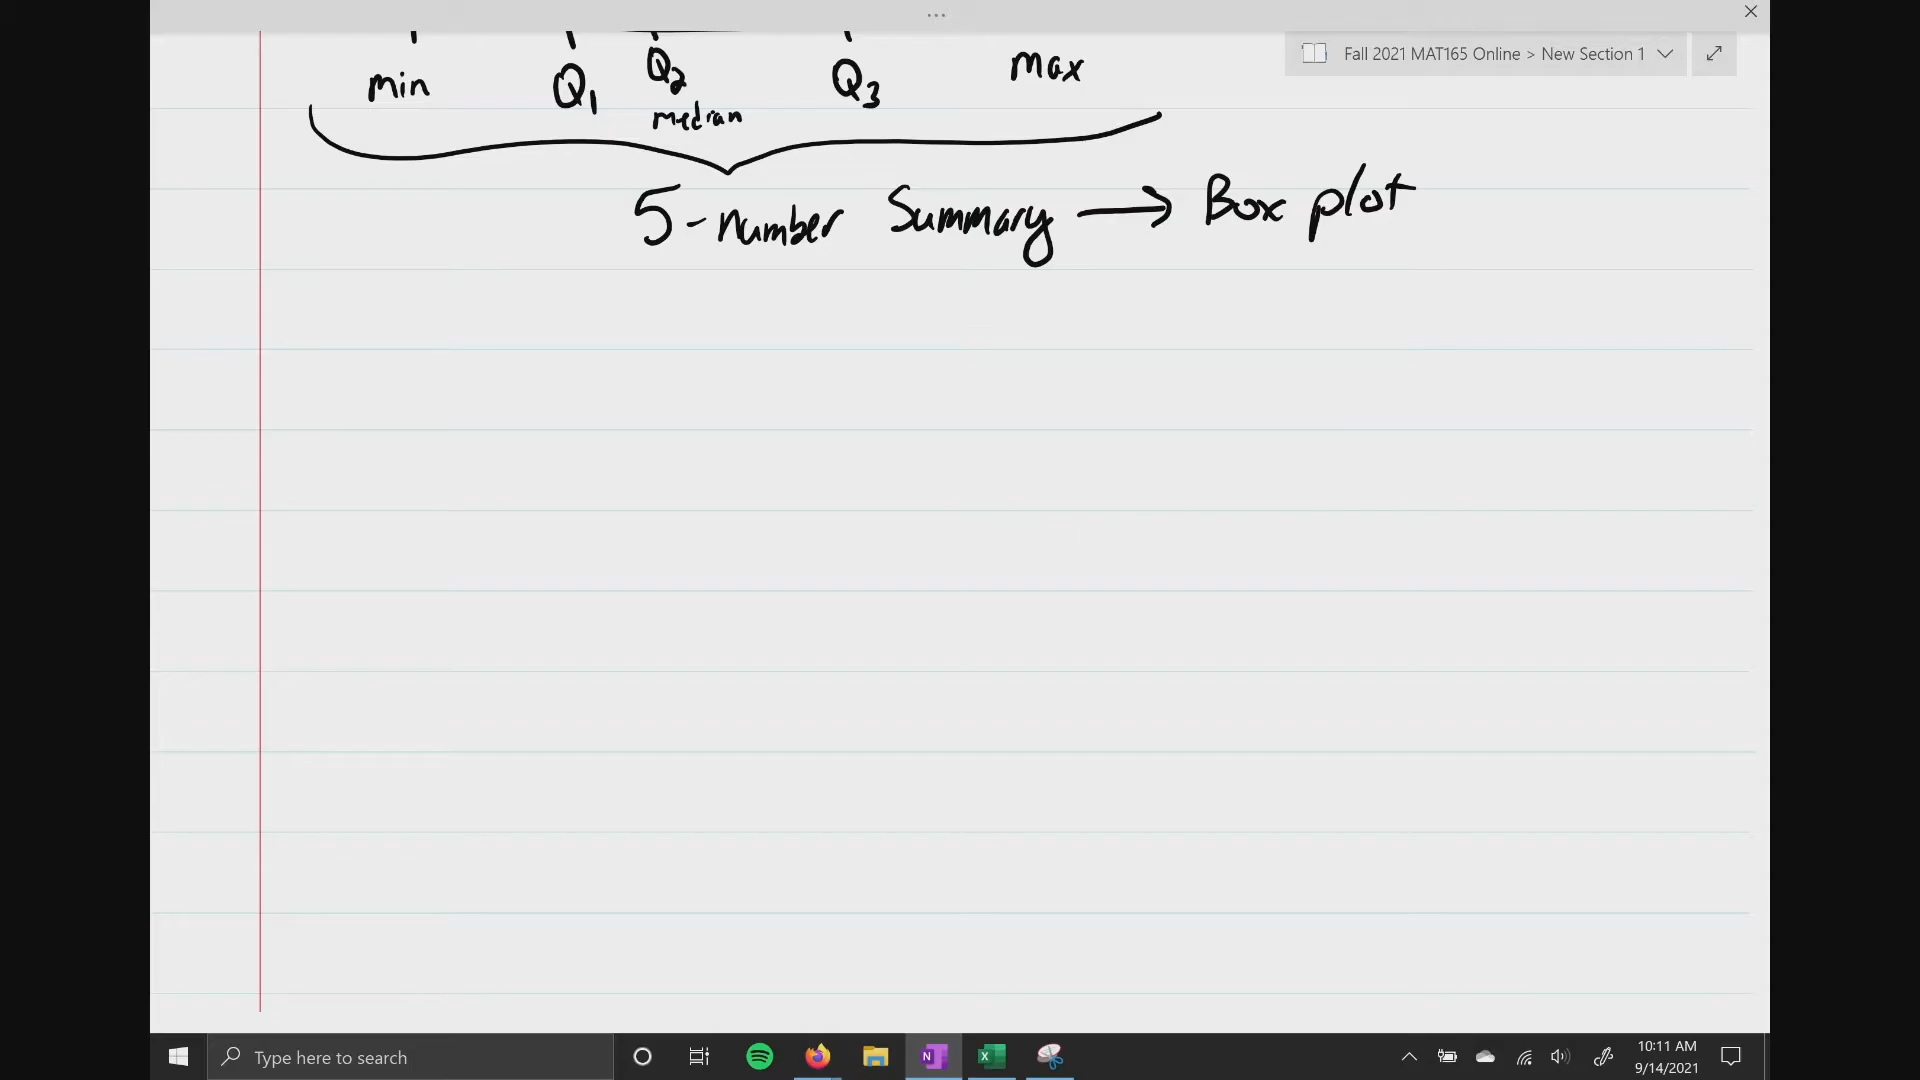 Fall 2021 MAT165 Online > New Section 1
min Q1 Q2 Q3 max
median
5-number Summary → Box plot
Type here to search
10:11 AM
9/14/2021